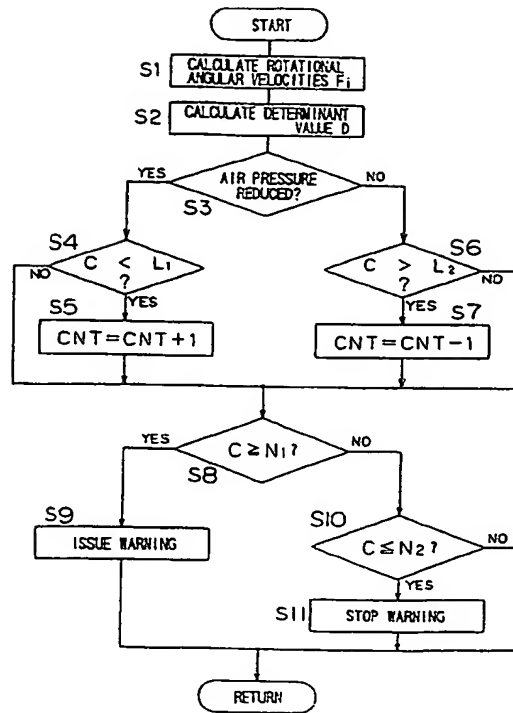 START
S1
CALCULATE ROTATIONAL
ANGULAR VELOCITIES Fi
S2
CALCULATE DETERMINANT
VALUE D
YES
AIR PRESSURE
REDUCED?
NO
S3
S4
C < L1
?
NO
YES
S6
C > L2
?
NO
YES
S5
CNT=CNT+1
S7
CNT=CNT-1
YES
C≥N1?
NO
S8
S9
ISSUE WARNING
S10
C≤N2?
NO
YES
S11
STOP WARNING
RETURN